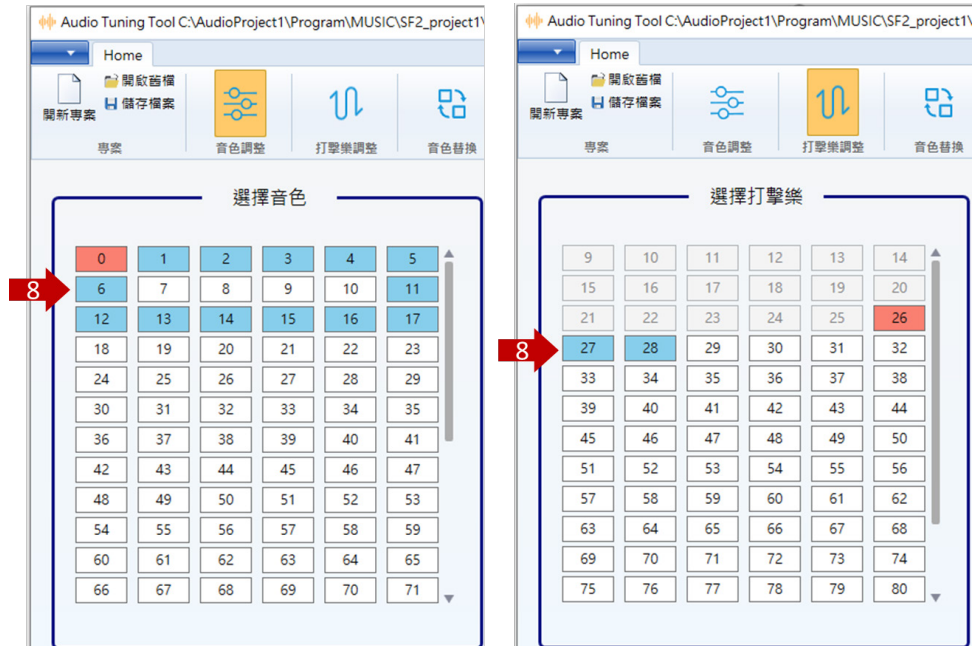 Audio Tuning Tool C:\AudioProject1\Program\MUSIC\SF2_project1\
Home
開新專案
開啟舊檔
儲存檔案
專案
音色調整
打擊樂調整
音色替換
選擇音色
8
0 1 2 3 4 5
6 7 8 9 10 11
12 13 14 15 16 17
18 19 20 21 22 23
24 25 26 27 28 29
30 31 32 33 34 35
36 37 38 39 40 41
42 43 44 45 46 47
48 49 50 51 52 53
54 55 56 57 58 59
60 61 62 63 64 65
66 67 68 69 70 71
Audio Tuning Tool C:\AudioProject1\Program\MUSIC\SF2_project1\
Home
開新專案
開啟舊檔
儲存檔案
專案
音色調整
打擊樂調整
音色替換
選擇打擊樂
8
9 10 11 12 13 14
15 16 17 18 19 20
21 22 23 24 25 26
27 28 29 30 31 32
33 34 35 36 37 38
39 40 41 42 43 44
45 46 47 48 49 50
51 52 53 54 55 56
57 58 59 60 61 62
63 64 65 66 67 68
69 70 71 72 73 74
75 76 77 78 79 80